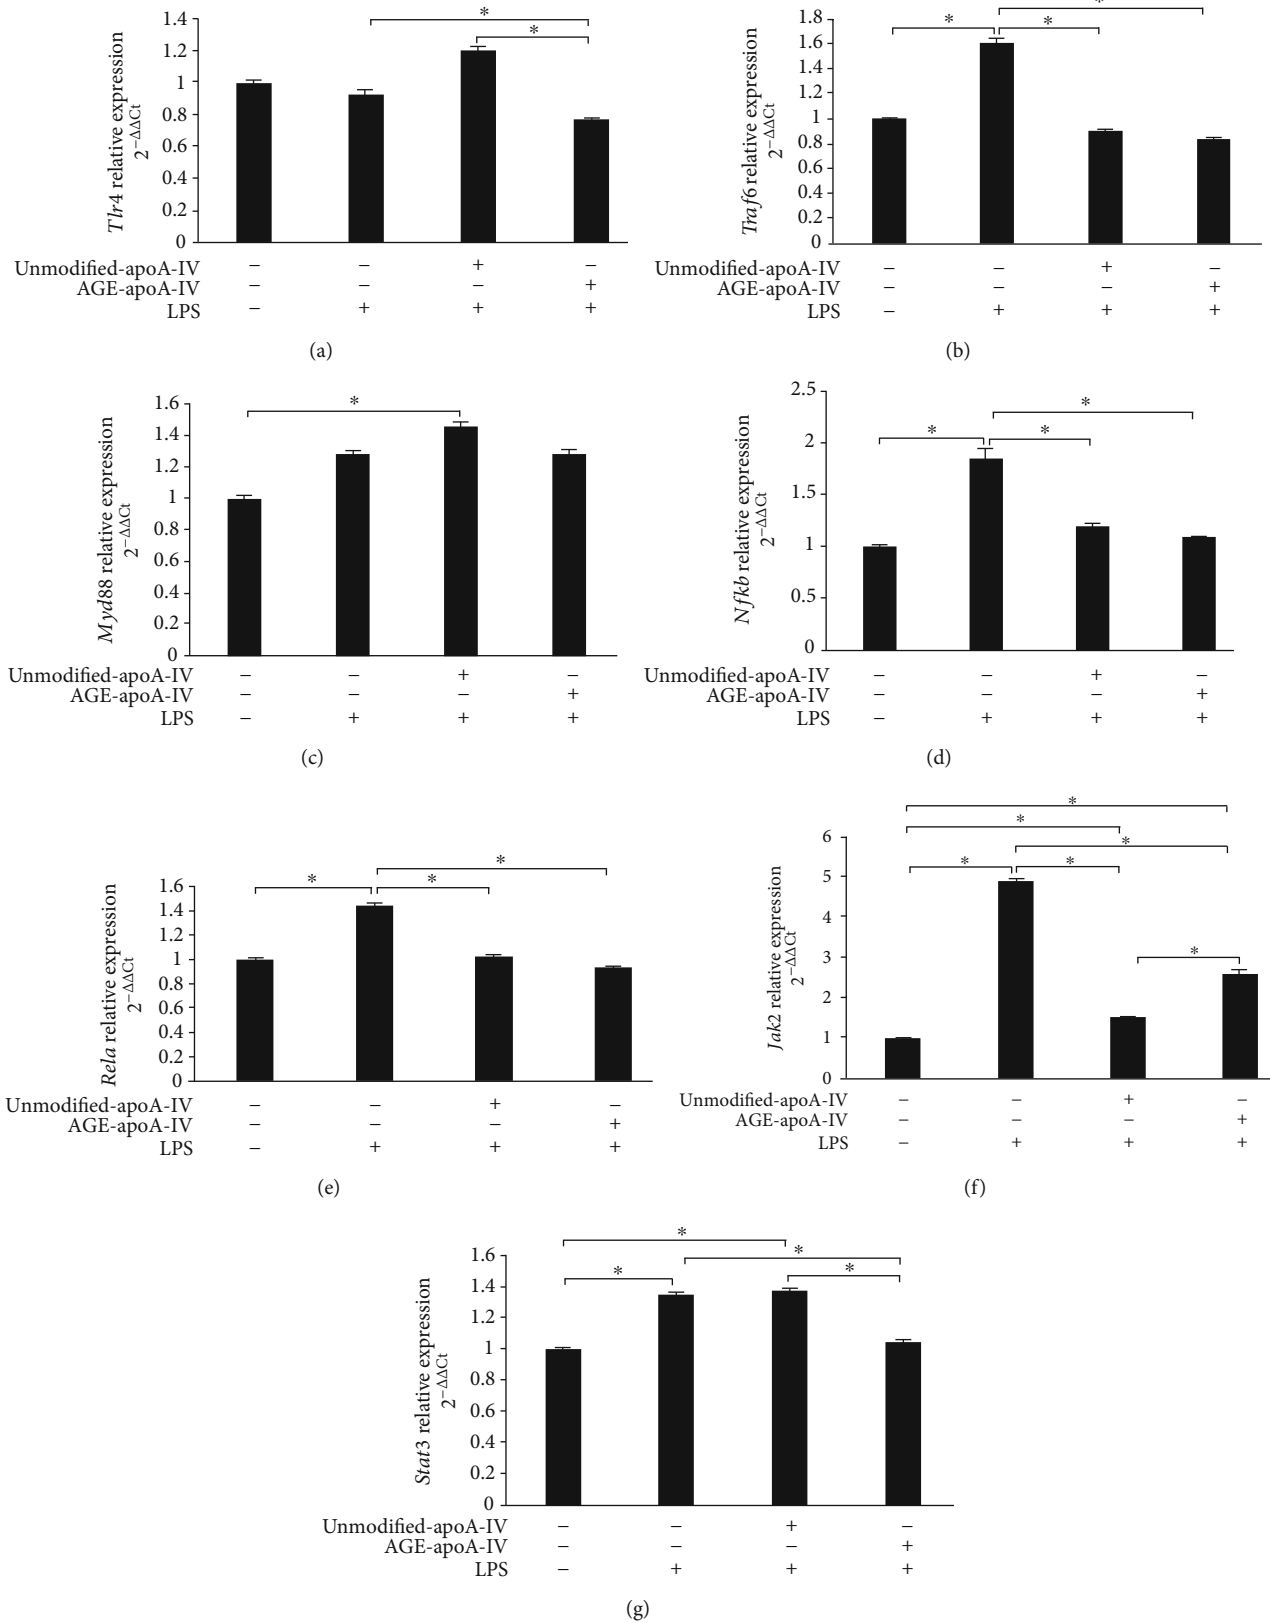 *
*
1.4
1.2
1
0.8
0.6
0.4
0.2
0
Tlr4 relative expression
2−ΔΔCt
Unmodified-apoA-IV − − + −
AGE-apoA-IV − − − +
LPS − + + +
(a)
*
* *
1.8
1.6
1.4
1.2
1
0.8
0.6
0.4
0.2
0
Traf6 relative expression
2−ΔΔCt
Unmodified-apoA-IV − − + −
AGE-apoA-IV − − − +
LPS − + + +
(b)
*
1.6
1.4
1.2
1
0.8
0.6
0.4
0.2
0
Myd88 relative expression
2−ΔΔCt
Unmodified-apoA-IV − − + −
AGE-apoA-IV − − − +
LPS − + + +
(c)
*
* *
2.5
2
1.5
1
0.5
0
Nfkb relative expression
2−ΔΔCt
Unmodified-apoA-IV − − + −
AGE-apoA-IV − − − +
LPS − + + +
(d)
*
* *
1.6
1.4
1.2
1
0.8
0.6
0.4
0.2
0
Rela relative expression
2−ΔΔCt
Unmodified-apoA-IV − − + −
AGE-apoA-IV − − − +
LPS − + + +
(e)
*
*
*
* *
*
6
5
4
3
2
1
0
Jak2 relative expression
2−ΔΔCt
Unmodified-apoA-IV − − + −
AGE-apoA-IV − − − +
LPS − + + +
(f)
*
*
* *
1.6
1.4
1.2
1
0.8
0.6
0.4
0.2
0
Stat3 relative expression
2−ΔΔCt
Unmodified-apoA-IV − − + −
AGE-apoA-IV − − − +
LPS − + + +
(g)